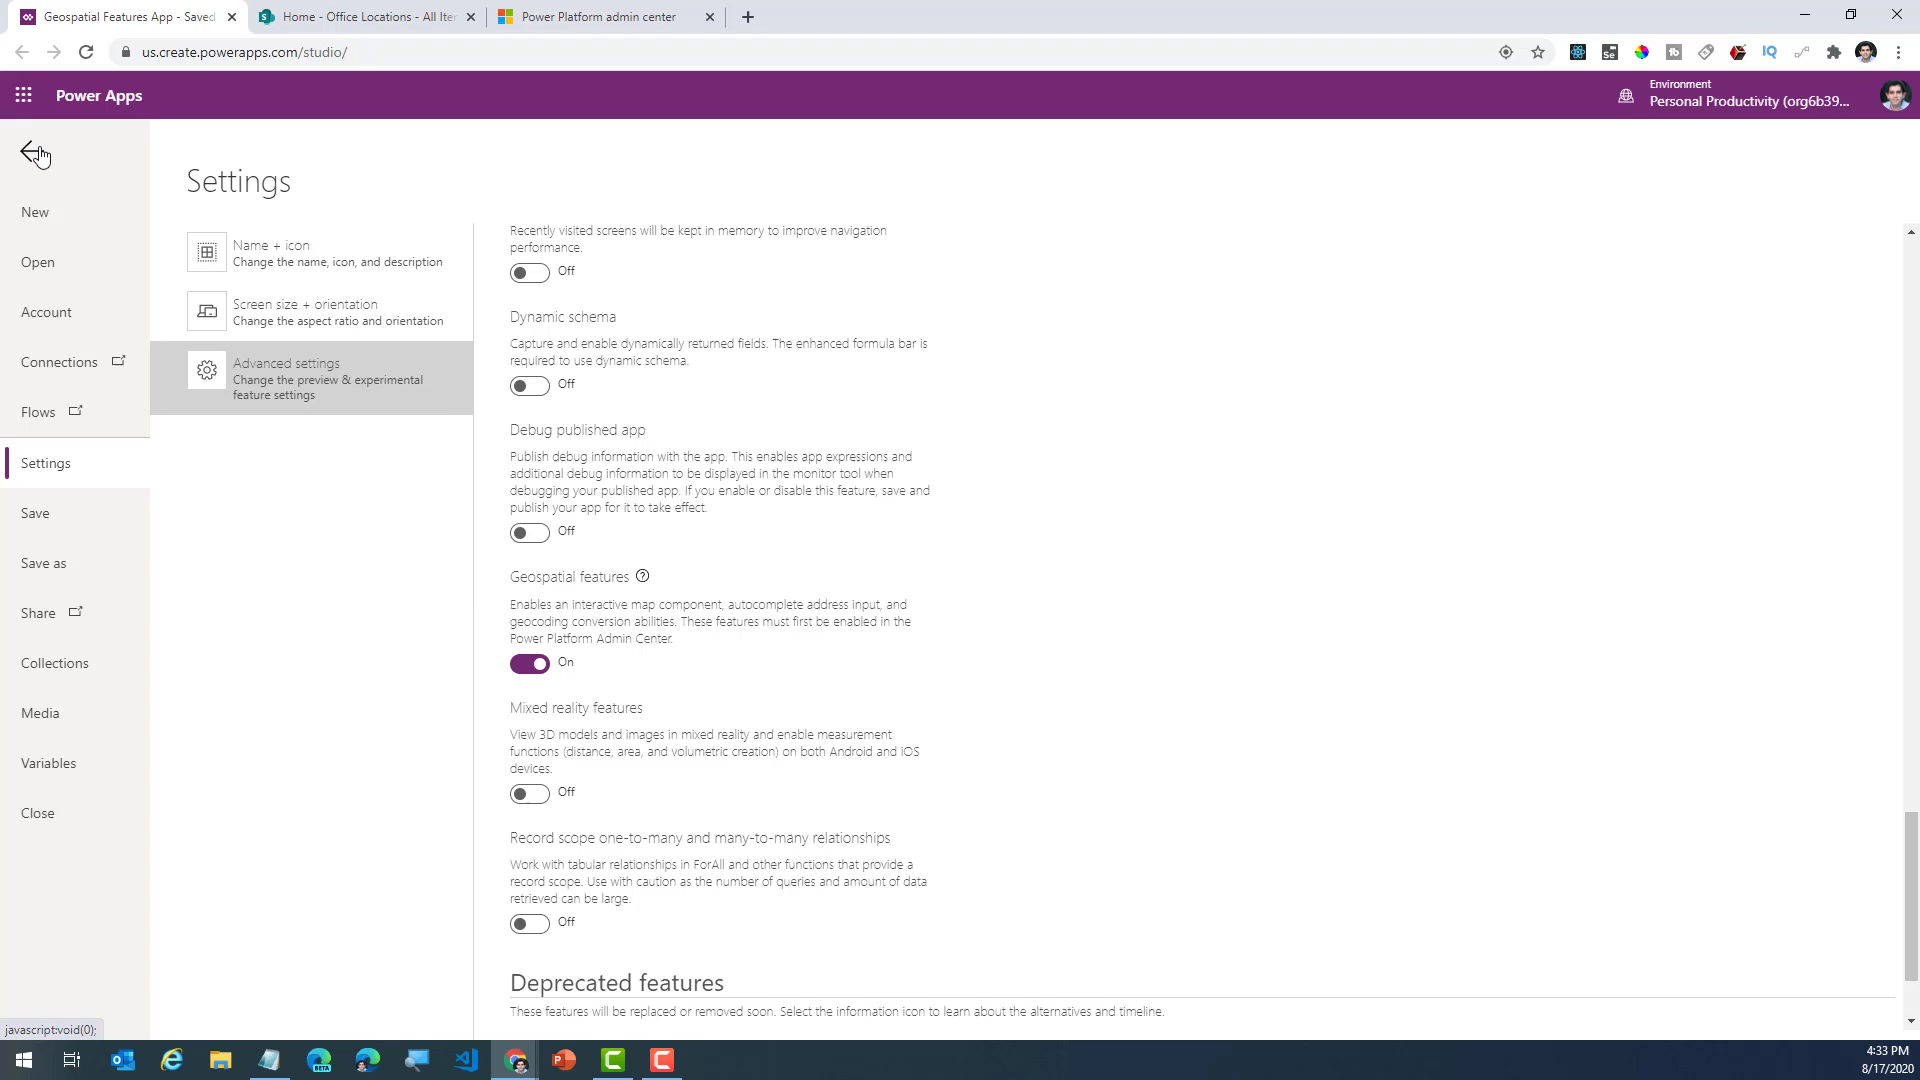 Geospatial Features App - Saved
Home - Office Locations - All Iter
Power Platform admin center
us.create.powerapps.com/studio/
Power Apps
Environment
Personal Productivity (org6b39...
New
Open
Account
Connections
Flows
Settings
Save
Save as
Share
Collections
Media
Variables
Close
Settings
Name + icon
Change the name, icon, and description
Screen size + orientation
Change the aspect ratio and orientation
Advanced settings
Change the preview & experimental
feature settings
Recently visited screens will be kept in memory to improve navigation
performance.
Off
Dynamic schema
Capture and enable dynamically returned fields. The enhanced formula bar is
required to use dynamic schema.
Off
Debug published app
Publish debug information with the app. This enables app expressions and
additional debug information to be displayed in the monitor tool when
debugging your published app. If you enable or disable this feature, save and
publish your app for it to take effect.
Off
Geospatial features
Enables an interactive map component, autocomplete address input, and
geocoding conversion abilities. These features must first be enabled in the
Power Platform Admin Center.
On
Mixed reality features
View 3D models and images in mixed reality and enable measurement
functions (distance, area, and volumetric creation) on both Android and iOS
devices.
Off
Record scope one-to-many and many-to-many relationships
Work with tabular relationships in ForAll and other functions that provide a
record scope. Use with caution as the number of queries and amount of data
retrieved can be large.
Off
Deprecated features
These features will be replaced or removed soon. Select the information icon to learn about the alternatives and timeline.
javascript:void(0);
4:33 PM
8/17/2020